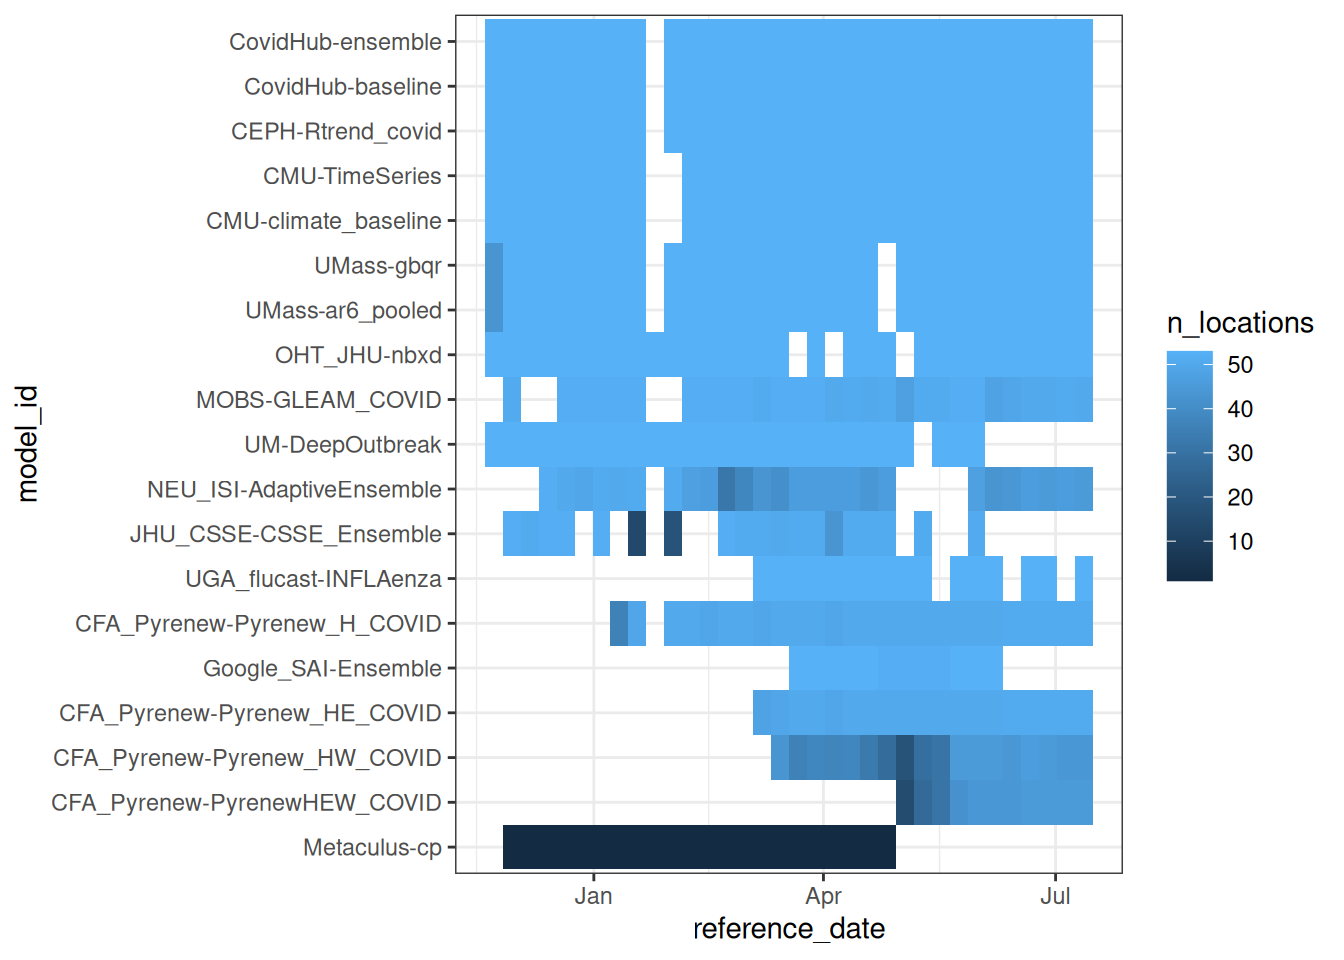 CovidHub-ensemble
CovidHub-baseline
CEPH-Rtrend_covid
CMU-TimeSeries
CMU-climate_baseline
UMass-gbqr
UMass-ar6_pooled
OHT_JHU-nbxd
MOBS-GLEAM_COVID
UM-DeepOutbreak
NEU_ISI-AdaptiveEnsemble
JHU_CSSE-CSSE_Ensemble
UGA_flucast-INFLAenza
CFA_Pyrenew-Pyrenew_H_COVID
Google_SAI-Ensemble
CFA_Pyrenew-Pyrenew_HE_COVID
CFA_Pyrenew-Pyrenew_HW_COVID
CFA_Pyrenew-PyrenewHEW_COVID
Metaculus-cp
model_id
Jan Apr Jul
reference_date
n_locations
50
40
30
20
10